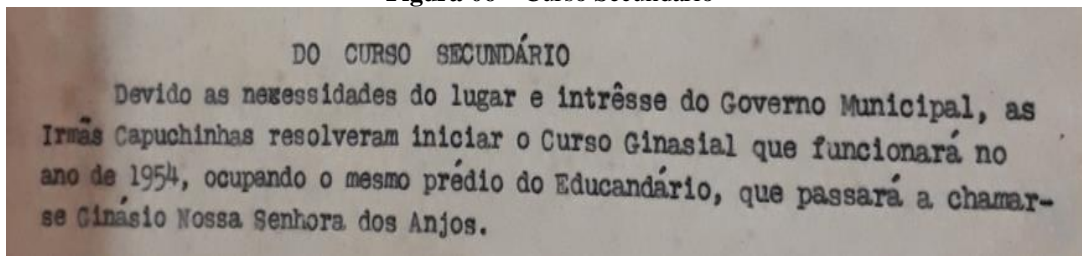 DO CURSO SECUNDÁRIO
Devido as nesessidades do lugar e intrêsse do Governo Municipal, as
Irmãs Capuchinhas resolveram iniciar o Curso Ginasial que funcionará no
ano de 1954, ocupando o mesmo prédio do Educandário, que passará a chamar-
se Ginásio Nossa Senhora dos Anjos.